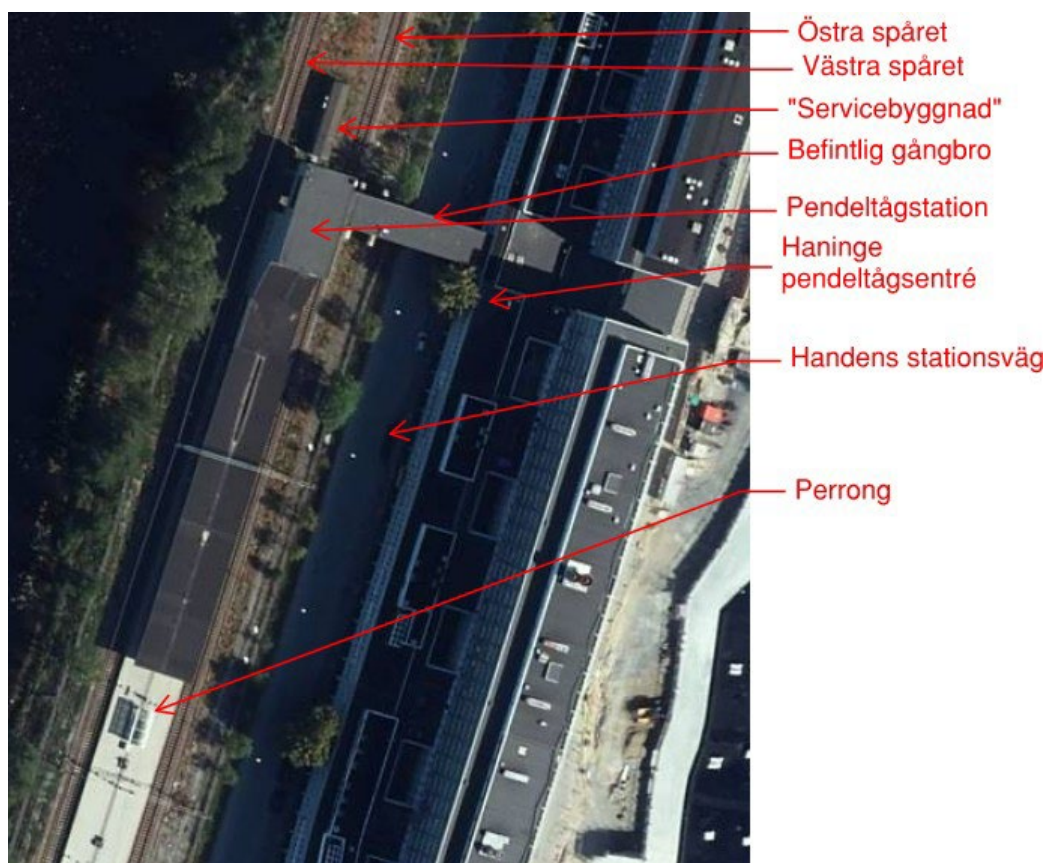 Östra spåret
Västra spåret
"Servicebyggnad"
Befintlig gångbro
Pendeltågstation
Haninge
pendeltågsentré
Handens stationsväg
Perrong